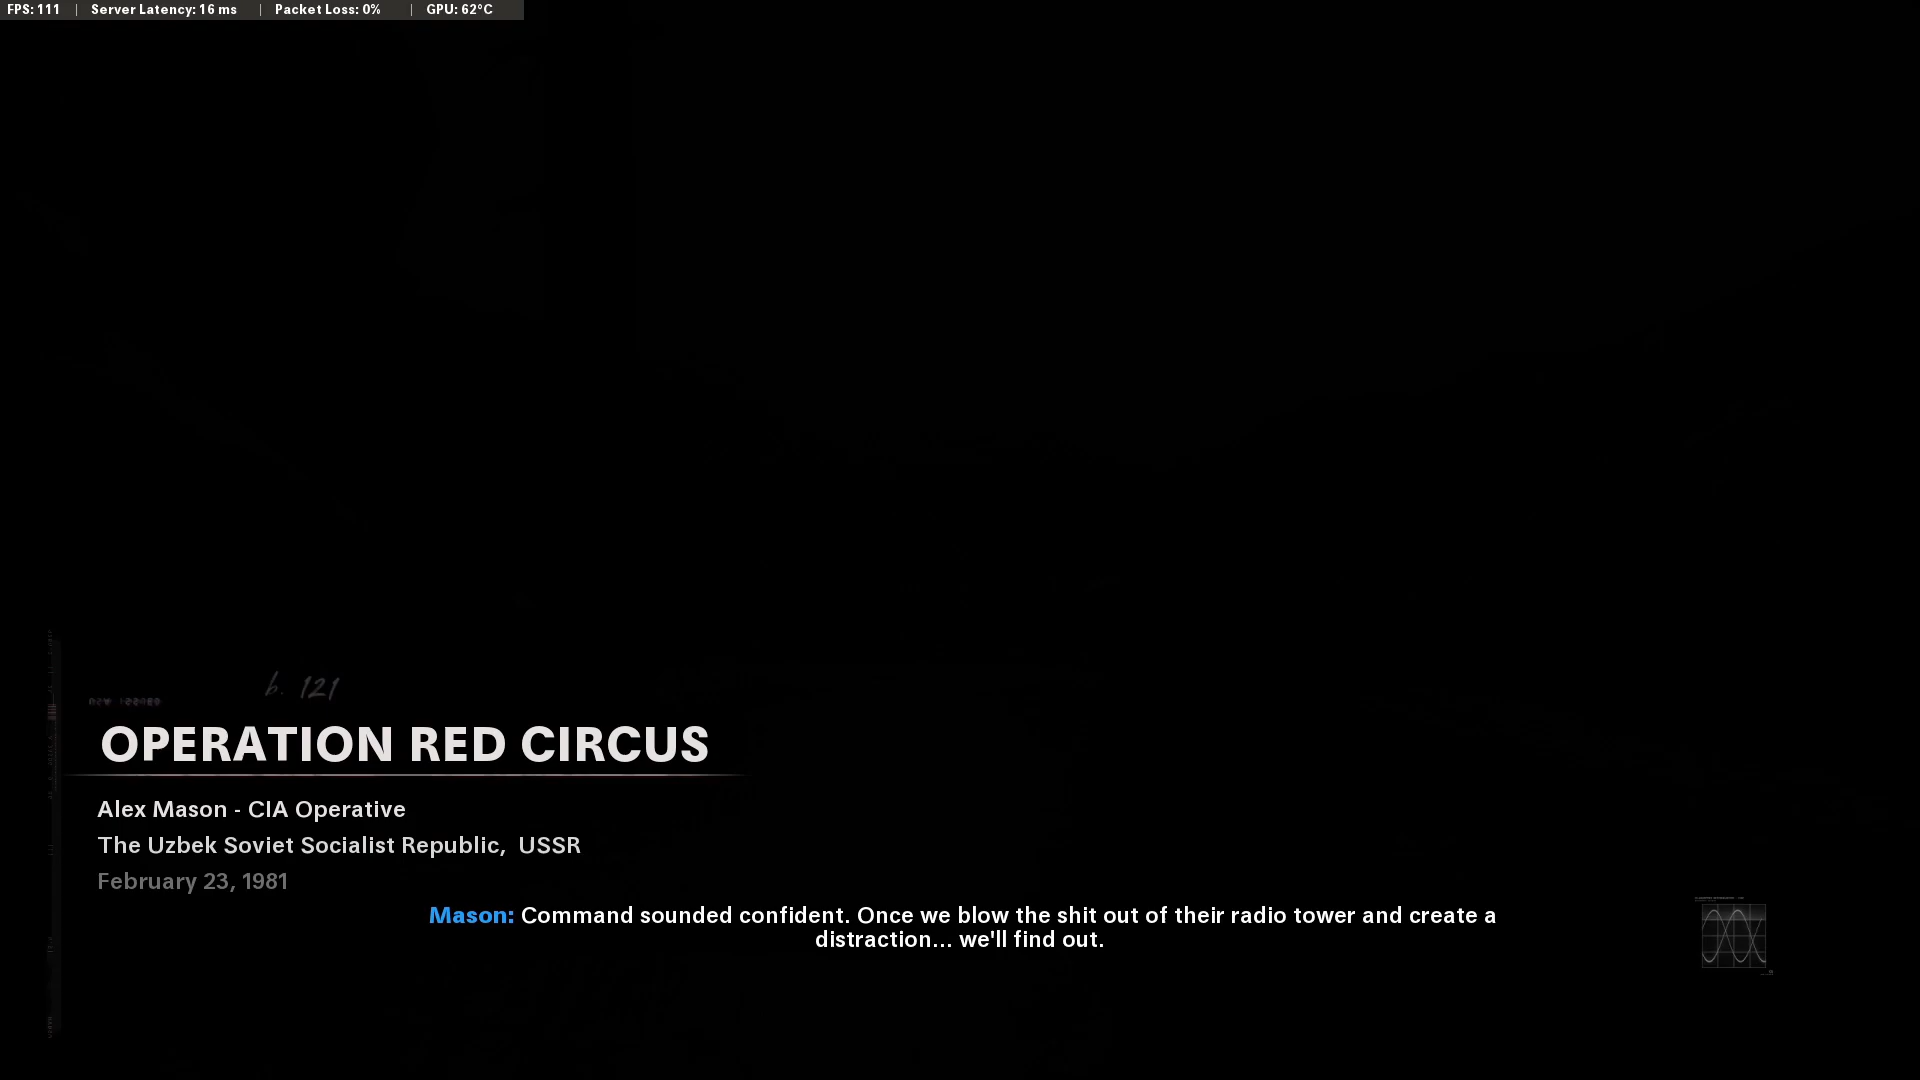 FPS: 111 | Server Latency: 16 ms | Packet Loss: 0% | GPU: 62°C
b. 121
OPERATION RED CIRCUS
Alex Mason - CIA Operative
The Uzbek Soviet Socialist Republic, USSR
February 23, 1981
Mason: Command sounded confident. Once we blow the shit out of their radio tower and create a
distraction... we'll find out.